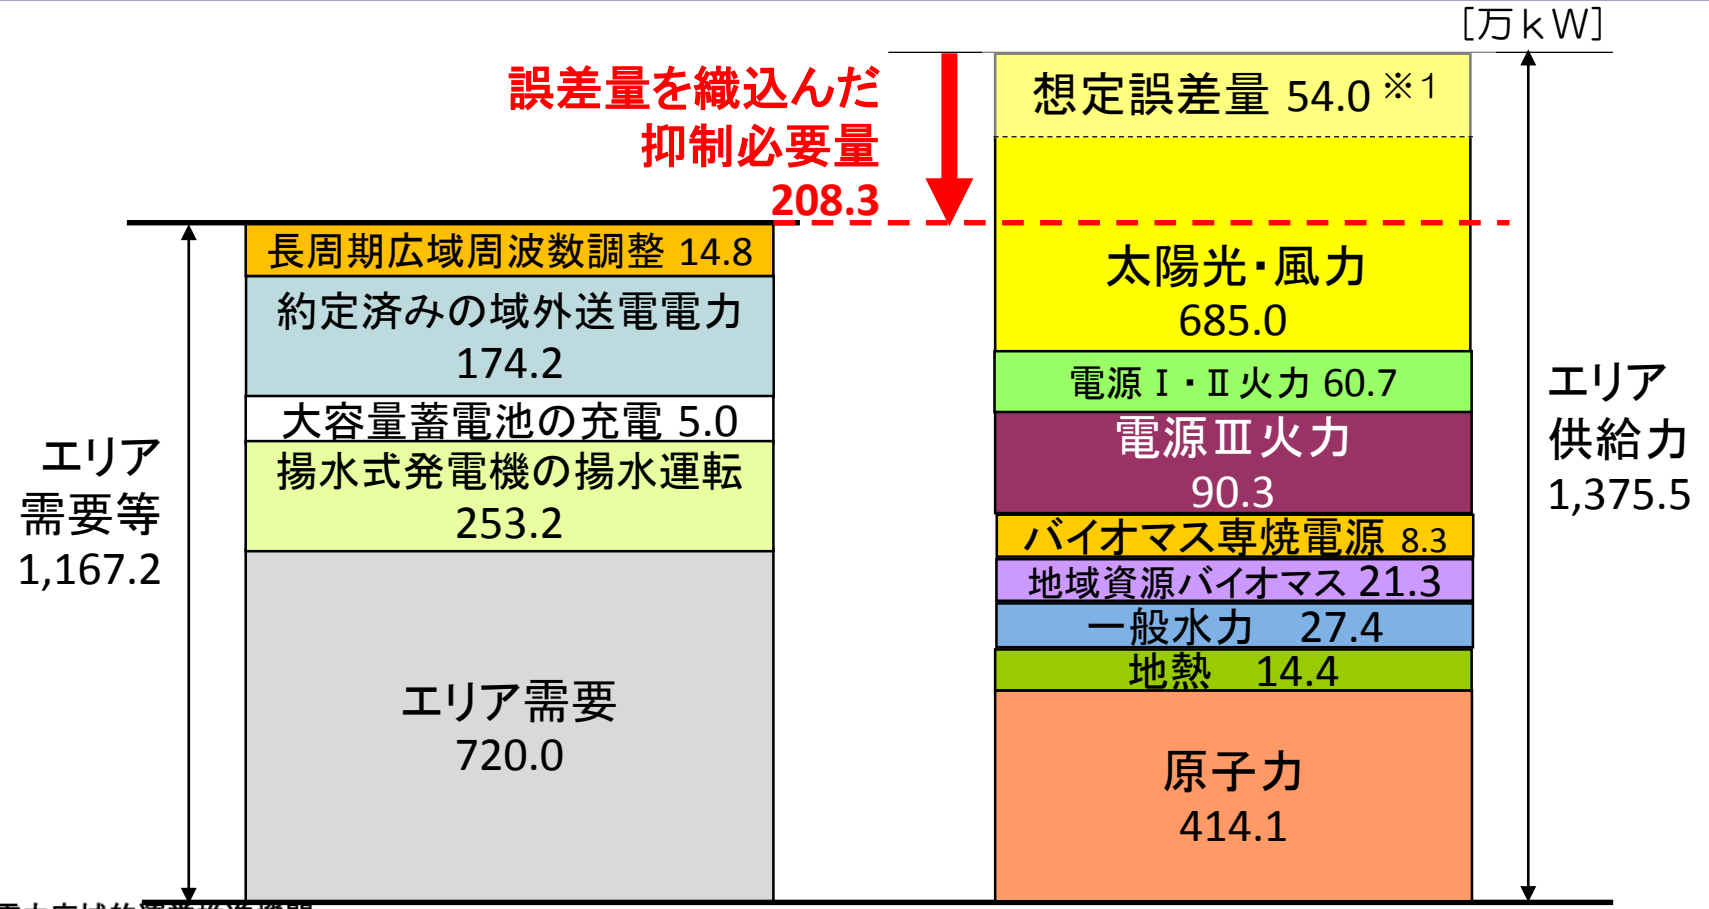 [万kW]
誤差量を織込んだ
抑制必要量
208.3
エリア
需要等
1,167.2
長周期広域周波数調整 14.8
約定済みの域外送電電力
174.2
大容量蓄電池の充電 5.0
揚水式発電機の揚水運転
253.2
エリア需要
720.0
想定誤差量 54.0 ※1
太陽光・風力
685.0
電源Ⅰ・Ⅱ火力 60.7
電源Ⅲ火力
90.3
バイオマス専焼電源 8.3
地域資源バイオマス 21.3
一般水力 27.4
地熱 14.4
原子力
414.1
エリア
供給力
1,375.5